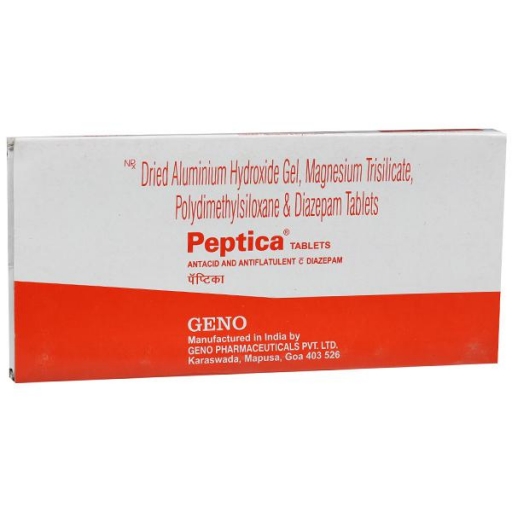 NRx Dried Aluminium Hydroxide Gel, Magnesium Trisilicate,
Polydimethylsiloxane & Diazepam Tablets
Peptica® TABLETS
ANTACID AND ANTIFLATULENT c̄ DIAZEPAM
पॅप्टिका
GENO
Manufactured in India by
GENO PHARMACEUTICALS PVT. LTD.
Karaswada, Mapusa, Goa 403 526